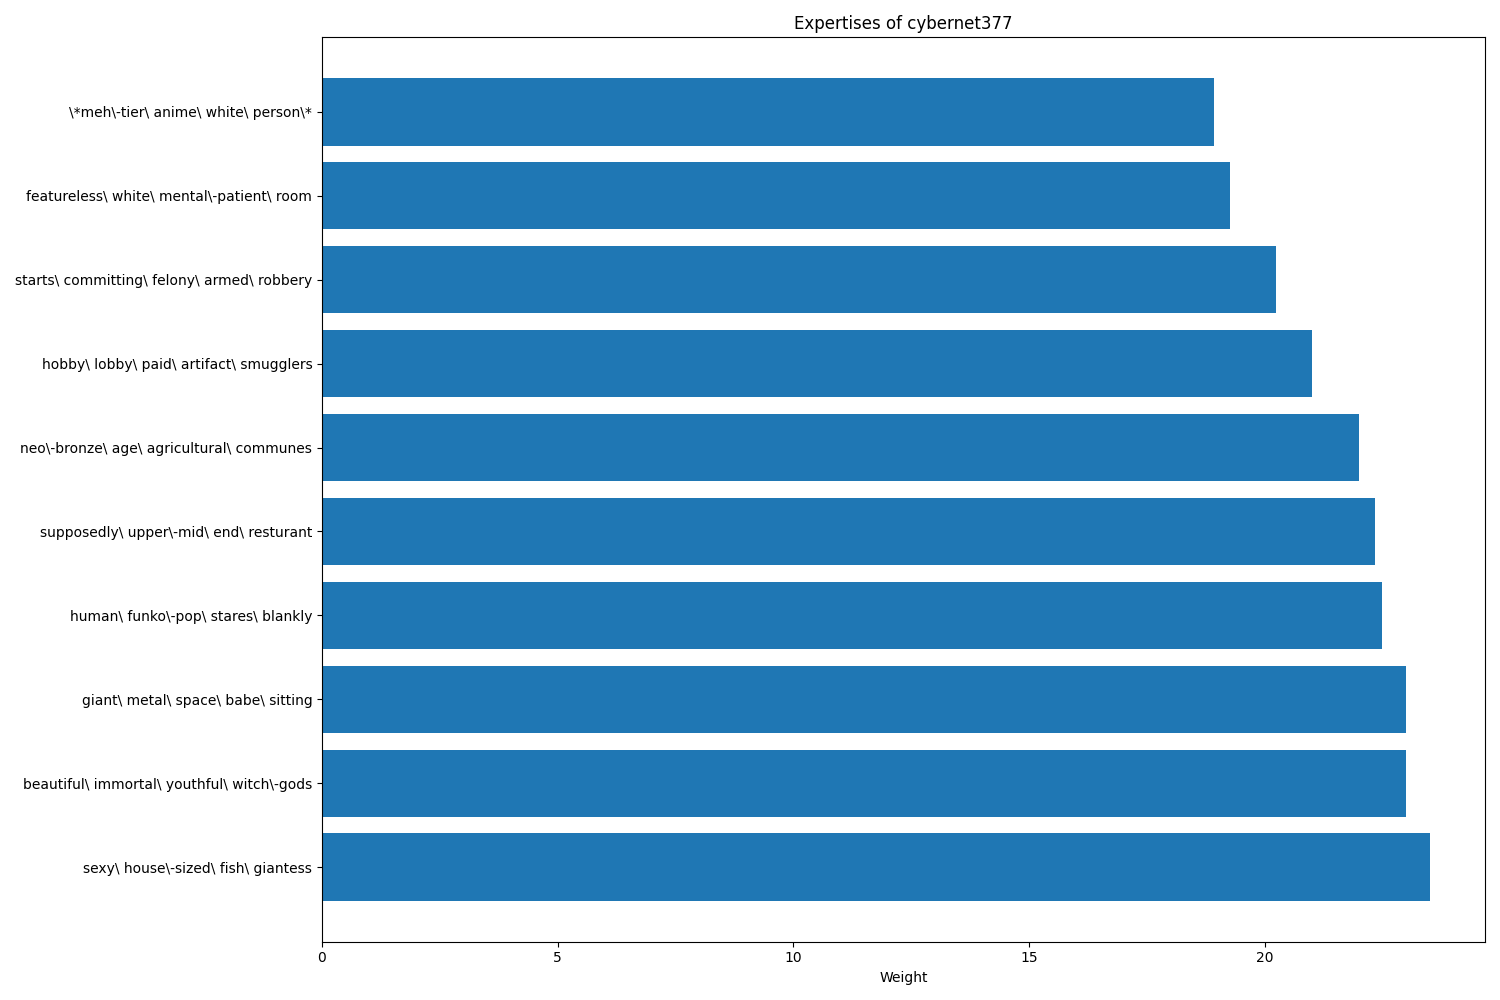 Expertises of cybernet377
\*meh\-tier\ anime\ white\ person\*
featureless\ white\ mental\-patient\ room
starts\ committing\ felony\ armed\ robbery
hobby\ lobby\ paid\ artifact\ smugglers
neo\-bronze\ age\ agricultural\ communes
supposedly\ upper\-mid\ end\ resturant
human\ funko\-pop\ stares\ blankly
giant\ metal\ space\ babe\ sitting
beautiful\ immortal\ youthful\ witch\-gods
sexy\ house\-sized\ fish\ giantess
0 5 10 15 20
Weight